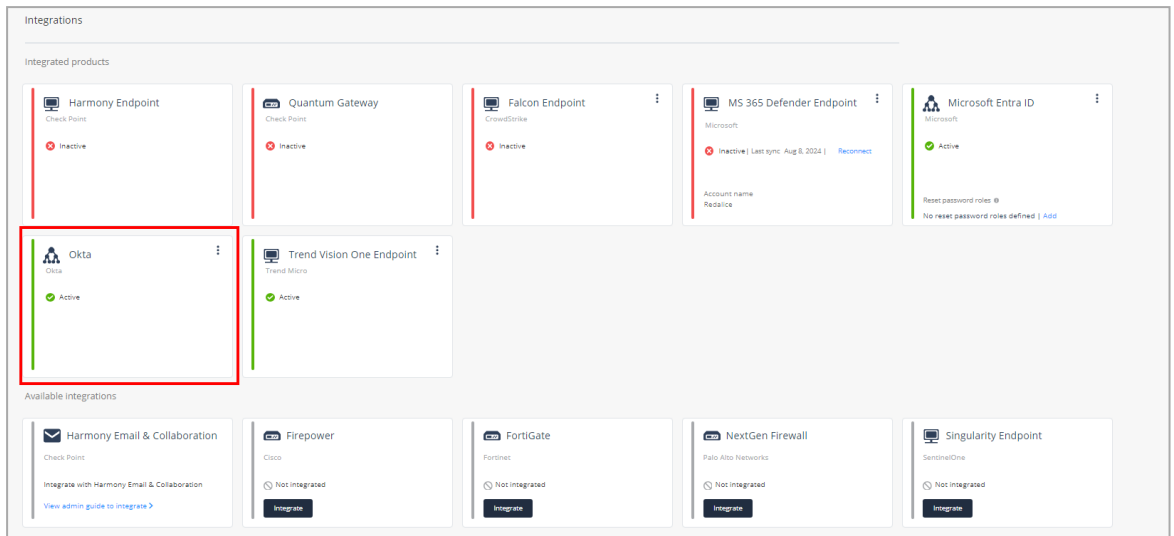 Integrations
Integrated products
Harmony Endpoint
Check Point
Inactive
Quantum Gateway
Check Point
Inactive
Falcon Endpoint
CrowdStrike
Inactive
MS 365 Defender Endpoint
Microsoft
Inactive | Last sync Aug 8, 2024 | Reconnect
Account name
Redalice
Microsoft Entra ID
Microsoft
Active
Reset password roles
No reset password roles defined | Add
Okta
Okta
Active
Trend Vision One Endpoint
Trend Micro
Active
Available integrations
Harmony Email & Collaboration
Check Point
Integrate with Harmony Email & Collaboration
View admin guide to integrate >
Firepower
Cisco
Not integrated
Integrate
FortiGate
Fortinet
Not integrated
Integrate
NextGen Firewall
Palo Alto Networks
Not integrated
Integrate
Singularity Endpoint
SentinelOne
Not integrated
Integrate